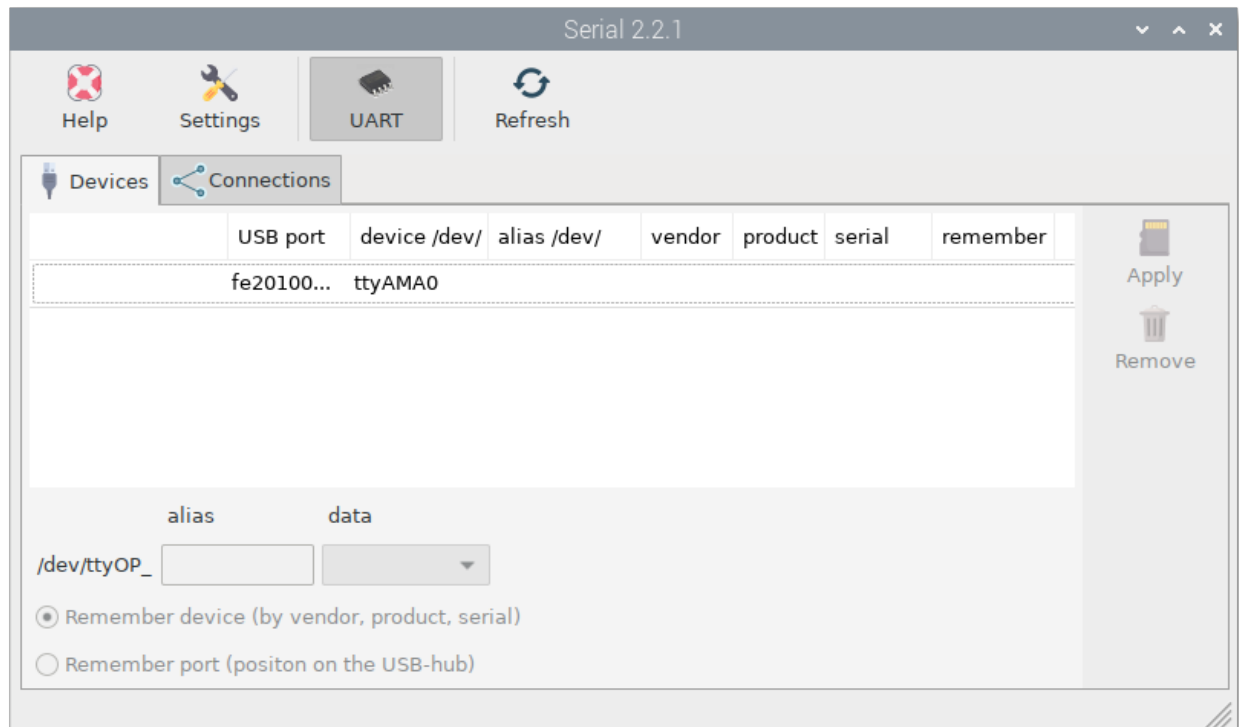 Serial 2.2.1
Help Settings UART Refresh
Devices Connections
USB port device /dev/ alias /dev/ vendor product serial remember
fe20100... ttyAMA0
Apply
Remove
alias data
/dev/ttyOP_
Remember device (by vendor, product, serial)
Remember port (positon on the USB-hub)